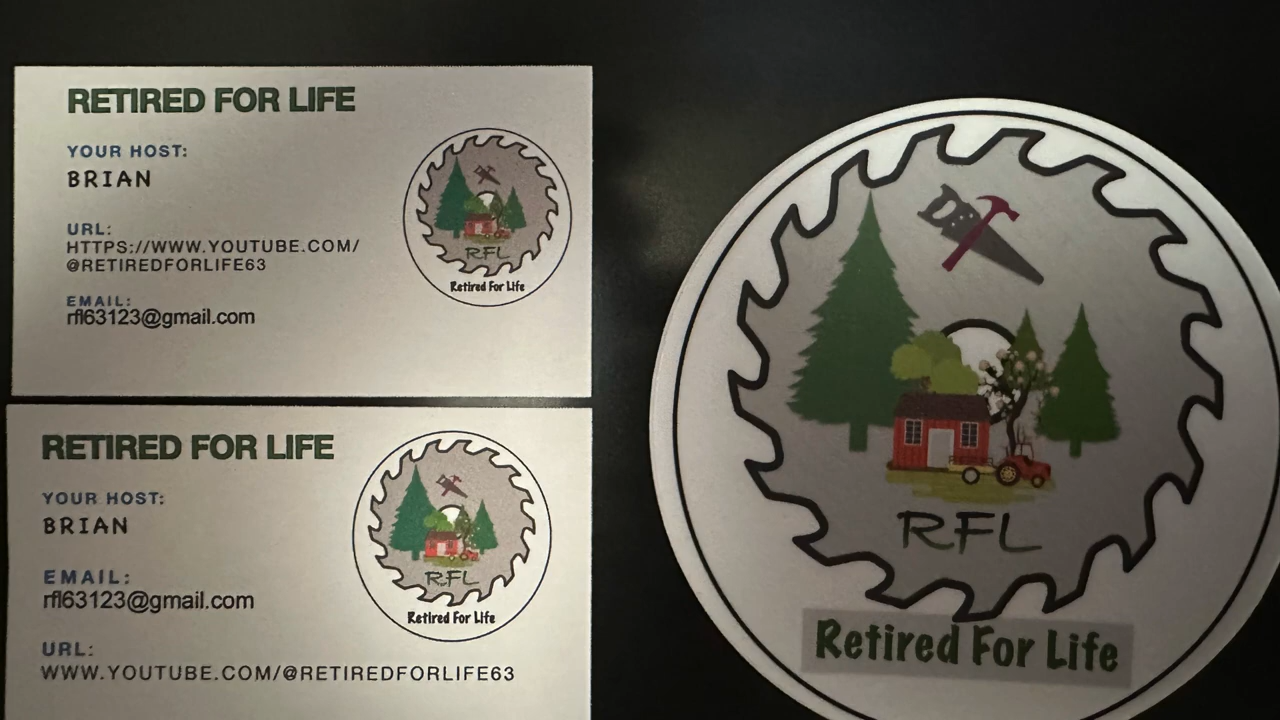 RETIRED FOR LIFE
YOUR HOST:
BRIAN
URL:
HTTPS://WWW.YOUTUBE.COM/
@RETIREDFORLIFE63
EMAIL:
rfl63123@gmail.com
RFL
Retired For Life
RETIRED FOR LIFE
YOUR HOST:
BRIAN
EMAIL:
rfl63123@gmail.com
URL:
WWW.YOUTUBE.COM/@RETIREDFORLIFE63
RFL
Retired For Life
RFL
Retired For Life